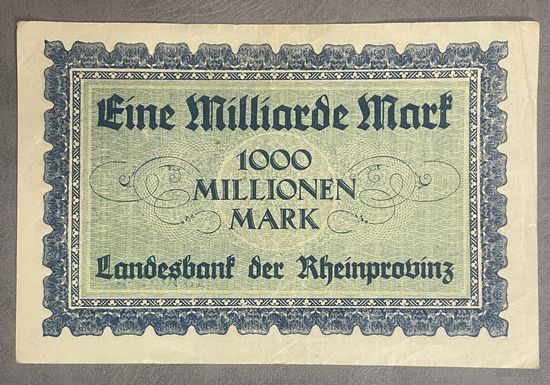 Eine Milliarde Mark
1000
MILLIONEN
MARK
Landesbank der Rheinprovinz